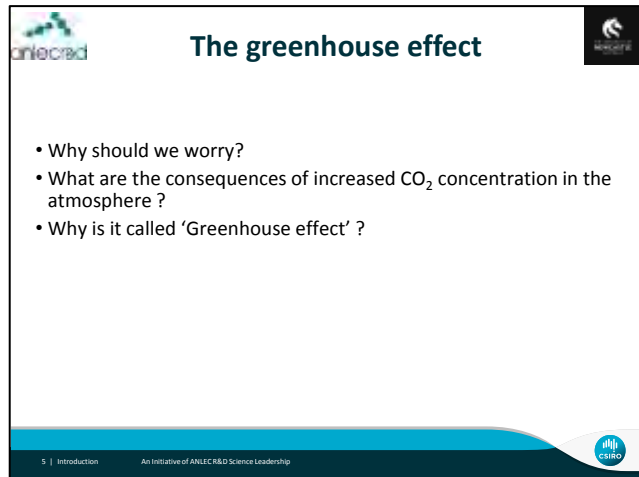 anlecr&d
The greenhouse effect
• Why should we worry?
• What are the consequences of increased CO₂ concentration in the
atmosphere ?
• Why is it called ‘Greenhouse effect’ ?
5 | Introduction An Initiative of ANLEC R&D Science Leadership
CSIRO